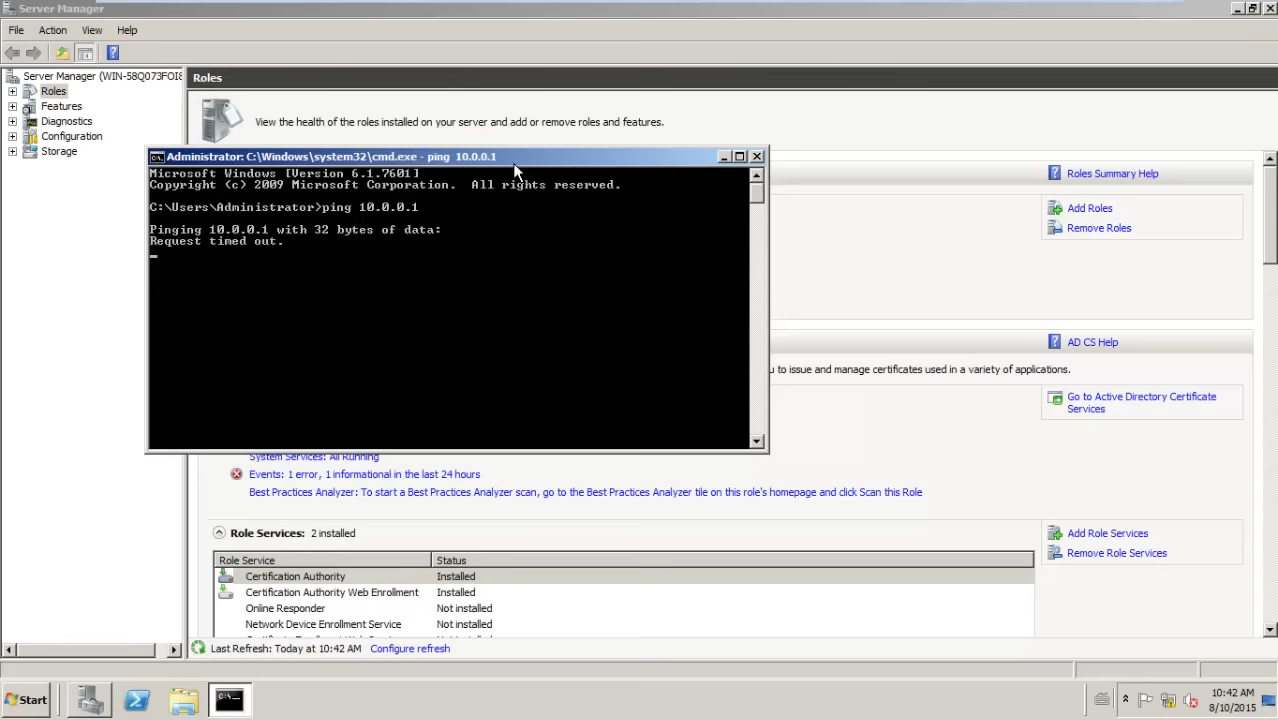 Server Manager
File Action View Help
Server Manager (WIN-58Q073FOI8
Roles
Features
Diagnostics
Configuration
Storage
Roles
View the health of the roles installed on your server and add or remove roles and features.
Administrator: C:\Windows\system32\cmd.exe - ping 10.0.0.1
Microsoft Windows [Version 6.1.7601]
Copyright (c) 2009 Microsoft Corporation. All rights reserved.
C:\Users\Administrator>ping 10.0.0.1
Pinging 10.0.0.1 with 32 bytes of data:
Request timed out.
Roles Summary Help
Add Roles
Remove Roles
AD CS Help
u to issue and manage certificates used in a variety of applications.
Go to Active Directory Certificate
Services
System Services: All Running
Events: 1 error, 1 informational in the last 24 hours
Best Practices Analyzer: To start a Best Practices Analyzer scan, go to the Best Practices Analyzer tile on this role's homepage and click Scan this Role
Role Services: 2 installed
Add Role Services
Remove Role Services
Role Service Status
Certification Authority Installed
Certification Authority Web Enrollment Installed
Online Responder Not installed
Network Device Enrollment Service Not installed
Last Refresh: Today at 10:42 AM Configure refresh
Start
10:42 AM
8/10/2015